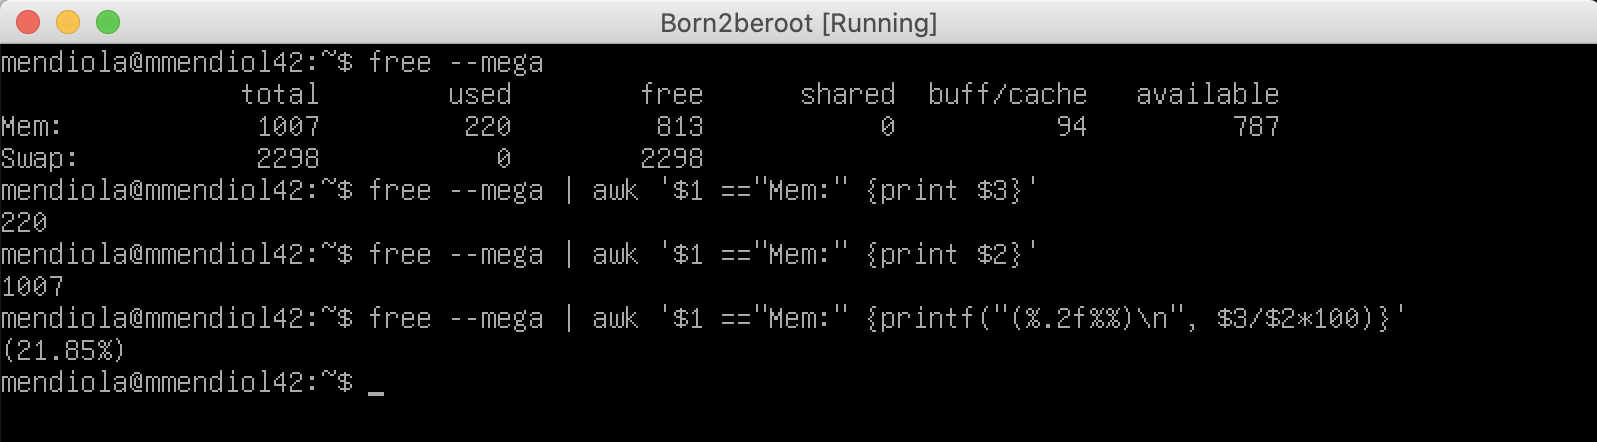 Born2beroot [Running]
mendiola@mmendiol42:~$ free --mega
              total        used        free      shared  buff/cache   available
Mem:           1007         220         813           0          94         787
Swap:          2298           0        2298
mendiola@mmendiol42:~$ free --mega | awk '$1 =="Mem:" {print $3}'
220
mendiola@mmendiol42:~$ free --mega | awk '$1 =="Mem:" {print $2}'
1007
mendiola@mmendiol42:~$ free --mega | awk '$1 =="Mem:" {printf("(%.2f%%)\n", $3/$2*100)}'
(21.85%)
mendiola@mmendiol42:~$ _